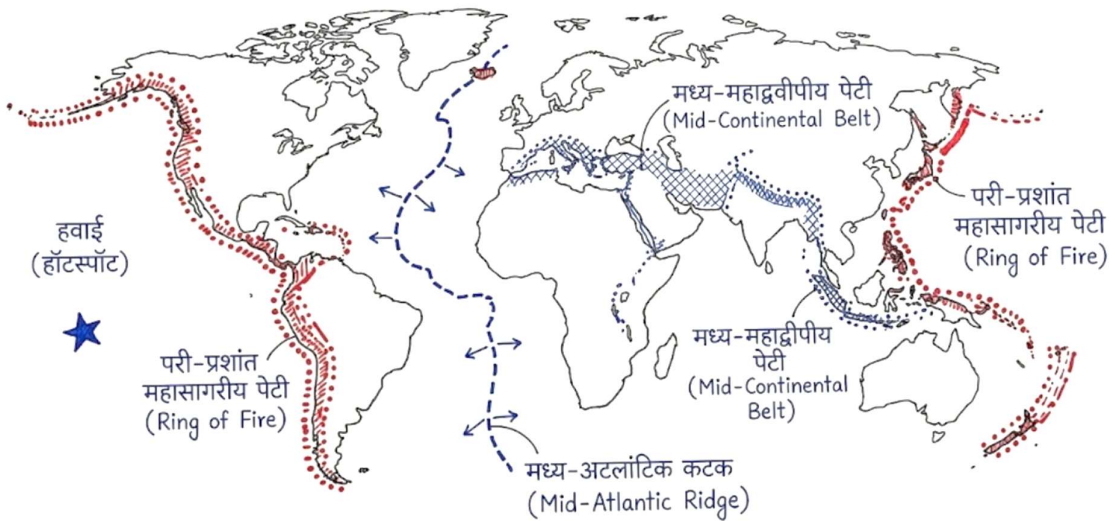 मध्य-महाद्ववीपीय पेटी
(Mid-Continental Belt)
परी-प्रशांत
महासागरीय पेटी
(Ring of Fire)
हवाई
(हॉटस्पॉट)
मध्य-महाद्वीपीय
पेटी
(Mid-Continental
Belt)
परी-प्रशांत
महासागरीय पेटी
(Ring of Fire)
मध्य-अटलांटिक कटक
(Mid-Atlantic Ridge)